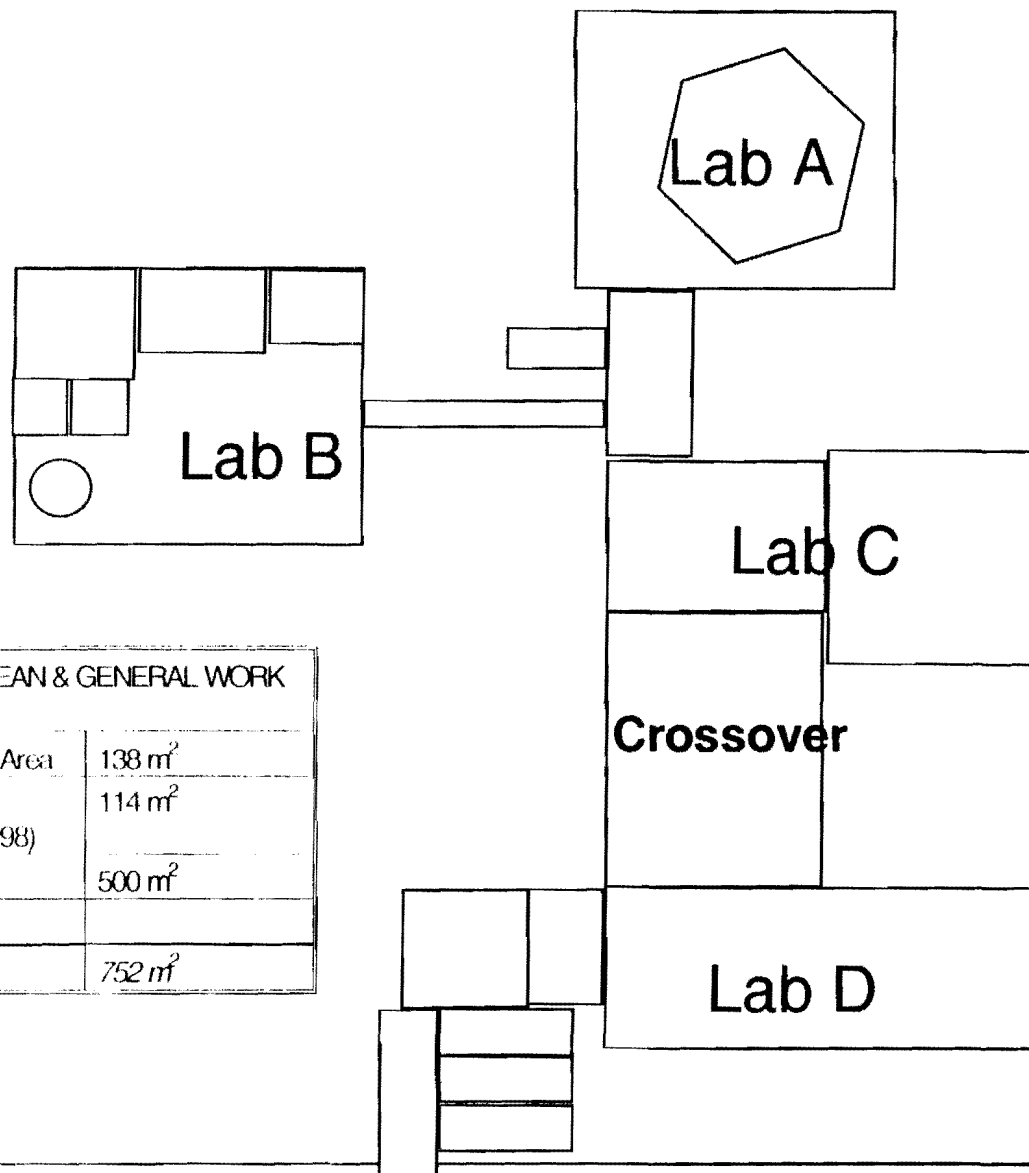 Lab A
Lab B
Lab C
EAN & GENERAL WORK
Crossover
Area 138 m²
114 m²
98)
500 m²
752 m²
Lab D